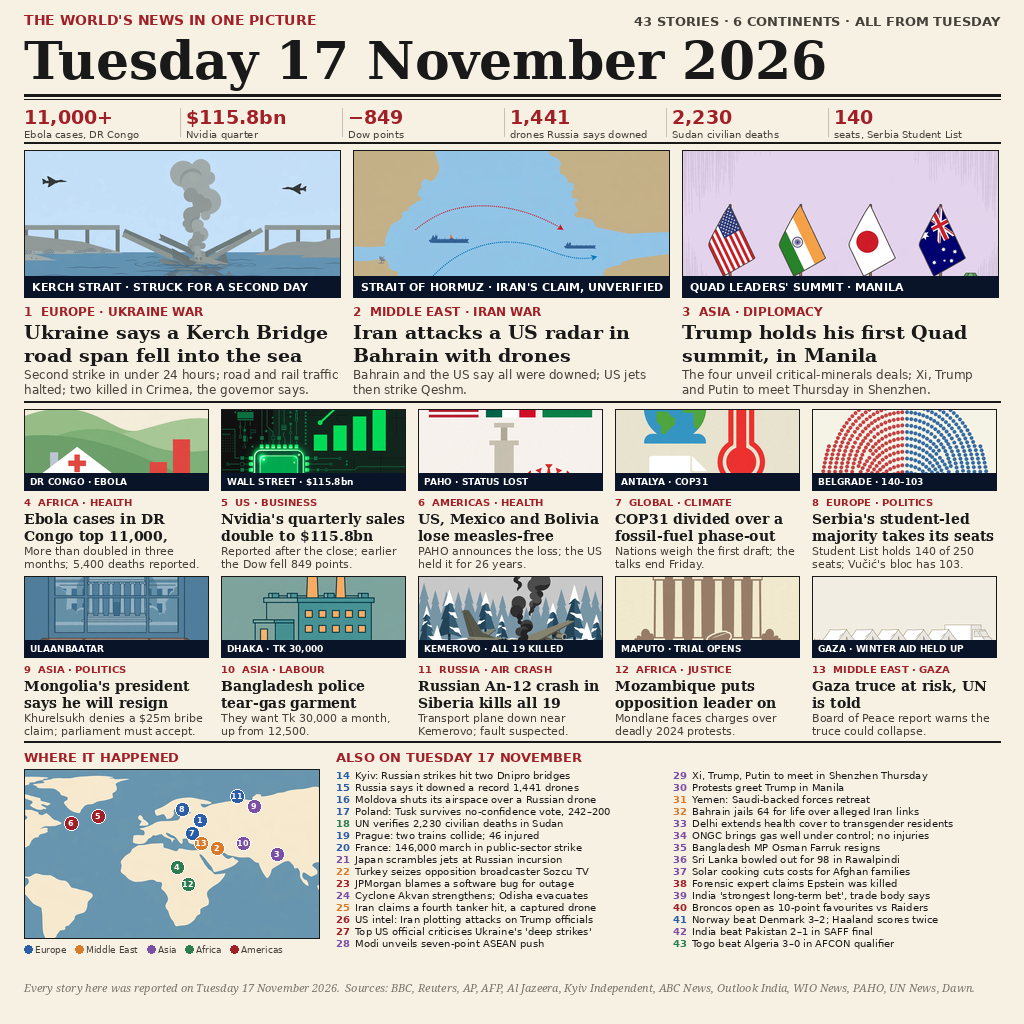 THE WORLD'S NEWS IN ONE PICTURE
43 STORIES · 6 CONTINENTS · ALL FROM TUESDAY
Tuesday 17 November 2026
11,000+
Ebola cases, DR Congo
$115.8bn
Nvidia quarter
−849
Dow points
1,441
drones Russia says downed
2,230
Sudan civilian deaths
140
seats, Serbia Student List
KERCH STRAIT · STRUCK FOR A SECOND DAY
1 EUROPE · UKRAINE WAR
Ukraine says a Kerch Bridge
road span fell into the sea
Second strike in under 24 hours; road and rail traffic
halted; two killed in Crimea, the governor says.
STRAIT OF HORMUZ · IRAN'S CLAIM, UNVERIFIED
2 MIDDLE EAST · IRAN WAR
Iran attacks a US radar in
Bahrain with drones
Bahrain and the US say all were downed; US jets
then strike Qeshm.
QUAD LEADERS' SUMMIT · MANILA
3 ASIA · DIPLOMACY
Trump holds his first Quad
summit, in Manila
The four unveil critical-minerals deals; Xi, Trump
and Putin to meet Thursday in Shenzhen.
DR CONGO · EBOLA
4 AFRICA · HEALTH
Ebola cases in DR
Congo top 11,000,
More than doubled in three
months; 5,400 deaths reported.
WALL STREET · $115.8bn
5 US · BUSINESS
Nvidia's quarterly sales
double to $115.8bn
Reported after the close; earlier
the Dow fell 849 points.
PAHO · STATUS LOST
6 AMERICAS · HEALTH
US, Mexico and Bolivia
lose measles-free
PAHO announces the loss; the US
held it for 26 years.
ANTALYA · COP31
7 GLOBAL · CLIMATE
COP31 divided over a
fossil-fuel phase-out
Nations weigh the first draft; the
talks end Friday.
BELGRADE · 140–103
8 EUROPE · POLITICS
Serbia's student-led
majority takes its seats
Student List holds 140 of 250
seats; Vučić's bloc has 103.
ULAANBAATAR
9 ASIA · POLITICS
Mongolia's president
says he will resign
Khurelsukh denies a $25m bribe
claim; parliament must accept.
DHAKA · TK 30,000
10 ASIA · LABOUR
Bangladesh police
tear-gas garment
They want Tk 30,000 a month,
up from 12,500.
KEMEROVO · ALL 19 KILLED
11 RUSSIA · AIR CRASH
Russian An-12 crash in
Siberia kills all 19
Transport plane down near
Kemerovo; fault suspected.
MAPUTO · TRIAL OPENS
12 AFRICA · JUSTICE
Mozambique puts
opposition leader on
Mondlane faces charges over
deadly 2024 protests.
GAZA · WINTER AID HELD UP
13 MIDDLE EAST · GAZA
Gaza truce at risk, UN
is told
Board of Peace report warns the
truce could collapse.
WHERE IT HAPPENED
11
9
8
5
6
1
7
13
2
10
3
4
12
Europe Middle East Asia Africa Americas
ALSO ON TUESDAY 17 NOVEMBER
14 Kyiv: Russian strikes hit two Dnipro bridges
15 Russia says it downed a record 1,441 drones
16 Moldova shuts its airspace over a Russian drone
17 Poland: Tusk survives no-confidence vote, 242–200
18 UN verifies 2,230 civilian deaths in Sudan
19 Prague: two trains collide; 46 injured
20 France: 146,000 march in public-sector strike
21 Japan scrambles jets at Russian incursion
22 Turkey seizes opposition broadcaster Sozcu TV
23 JPMorgan blames a software bug for outage
24 Cyclone Akvan strengthens; Odisha evacuates
25 Iran claims a fourth tanker hit, a captured drone
26 US intel: Iran plotting attacks on Trump officials
27 Top US official criticises Ukraine's 'deep strikes'
28 Modi unveils seven-point ASEAN push
29 Xi, Trump, Putin to meet in Shenzhen Thursday
30 Protests greet Trump in Manila
31 Yemen: Saudi-backed forces retreat
32 Bahrain jails 64 for life over alleged Iran links
33 Delhi extends health cover to transgender residents
34 ONGC brings gas well under control; no injuries
35 Bangladesh MP Osman Farruk resigns
36 Sri Lanka bowled out for 98 in Rawalpindi
37 Solar cooking cuts costs for Afghan families
38 Forensic expert claims Epstein was killed
39 India 'strongest long-term bet', trade body says
40 Broncos open as 10-point favourites vs Raiders
41 Norway beat Denmark 3–2; Haaland scores twice
42 India beat Pakistan 2–1 in SAFF final
43 Togo beat Algeria 3–0 in AFCON qualifier
Every story here was reported on Tuesday 17 November 2026. Sources: BBC, Reuters, AP, AFP, Al Jazeera, Kyiv Independent, ABC News, Outlook India, WIO News, PAHO, UN News, Dawn.